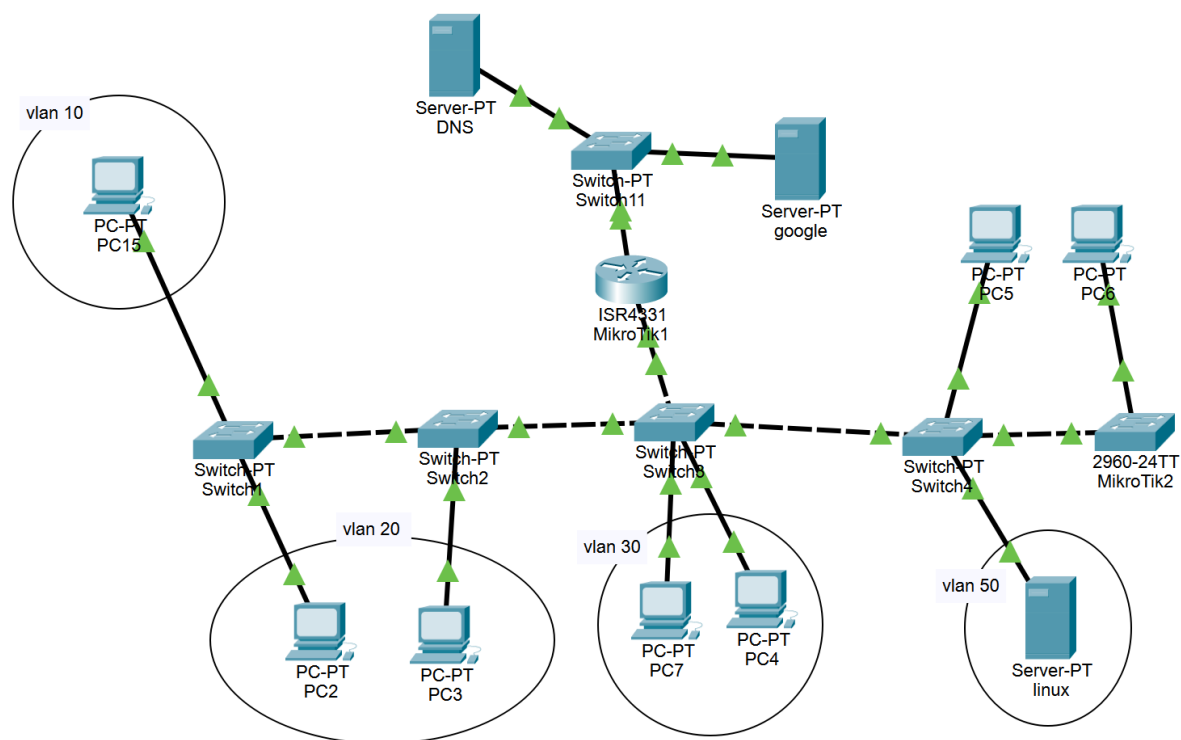 Server-PT
DNS
vlan 10
PC-PT
PC15
Switch-PT
Switch11
Server-PT
google
PC-PT
PC5
PC-PT
PC6
ISR4331
MikroTik1
Switch-PT
Switch1
Switch-PT
Switch2
Switch-PT
Switch3
Switch-PT
Switch4
2960-24TT
MikroTik2
vlan 20
vlan 30
vlan 50
PC-PT
PC2
PC-PT
PC3
PC-PT
PC7
PC-PT
PC4
Server-PT
linux